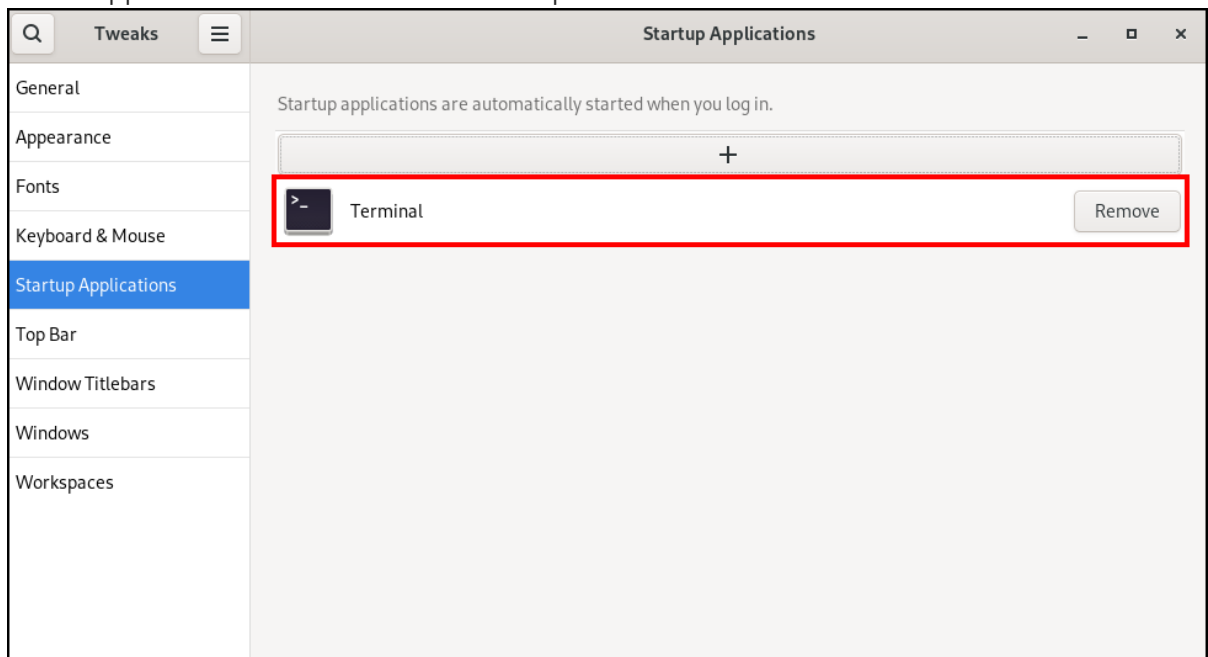 Tweaks
Startup Applications
General
Appearance
Fonts
Keyboard & Mouse
Startup Applications
Top Bar
Window Titlebars
Windows
Workspaces
Startup applications are automatically started when you log in.
+
>_
Terminal
Remove